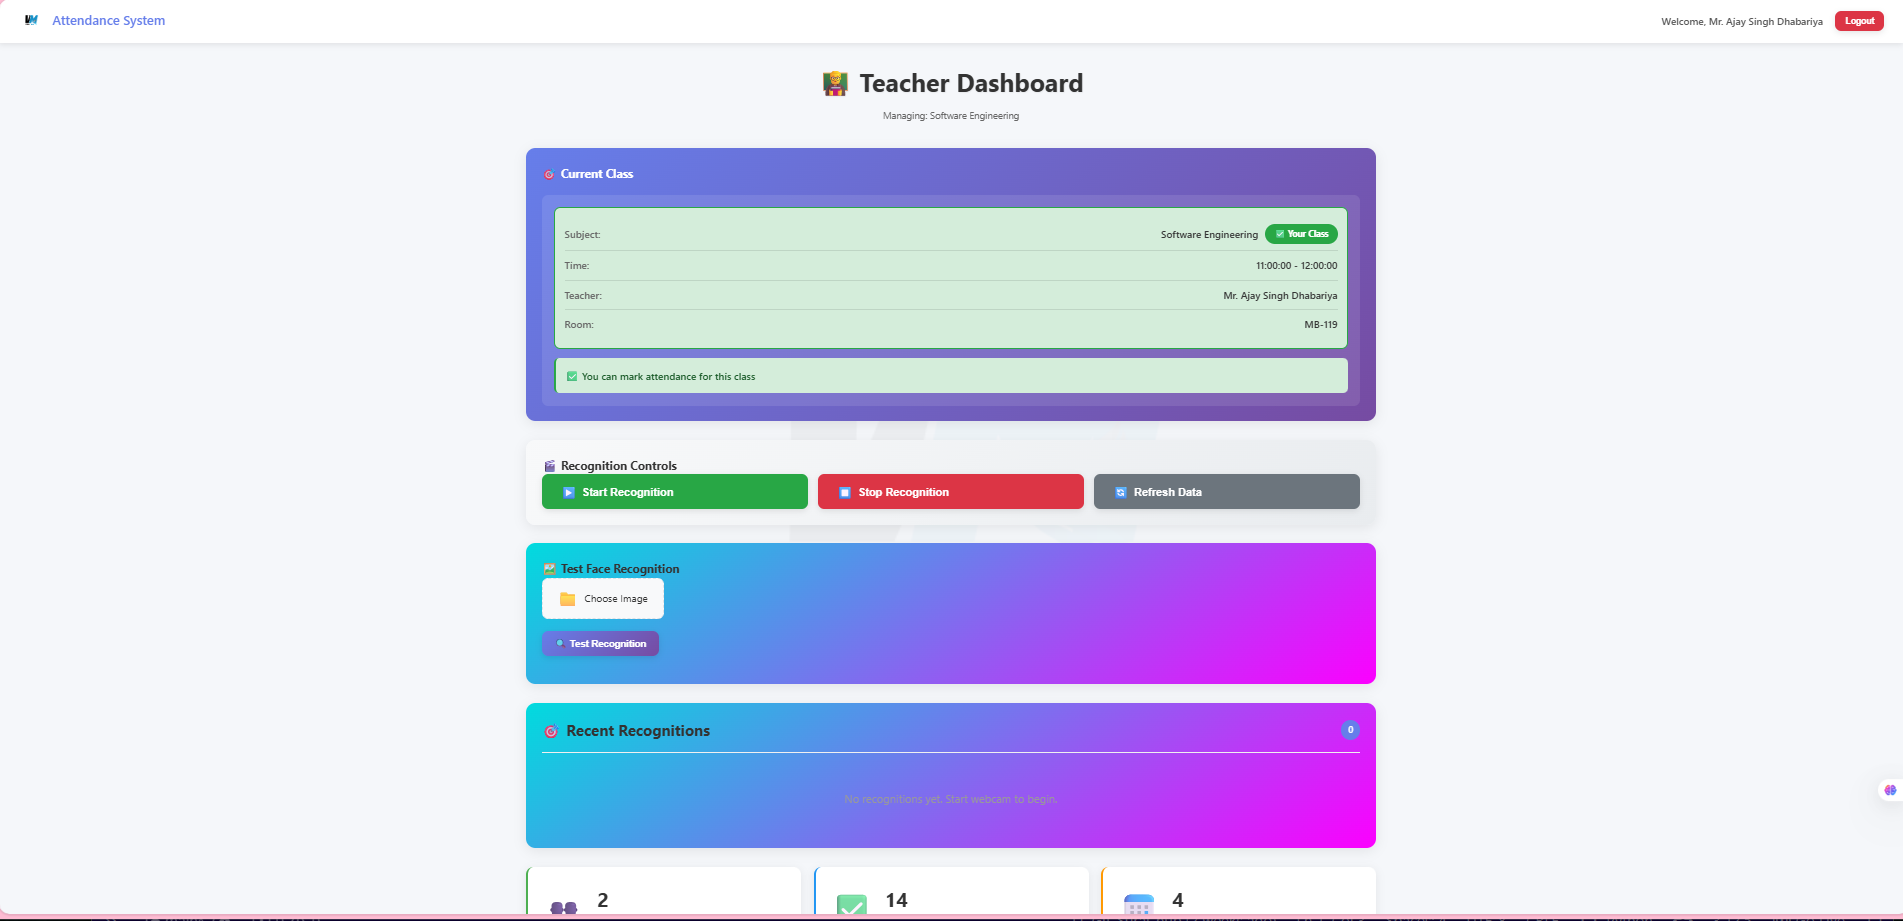 Attendance System
Welcome, Mr. Ajay Singh Dhabariya
Logout
Teacher Dashboard
Managing: Software Engineering
Current Class
Subject: Software Engineering Your Class
Time: 11:00:00 - 12:00:00
Teacher: Mr. Ajay Singh Dhabariya
Room: MB-119
You can mark attendance for this class
Recognition Controls
Start Recognition Stop Recognition Refresh Data
Test Face Recognition
Choose Image
Test Recognition
Recent Recognitions 0
No recognitions yet. Start webcam to begin.
2 14 4